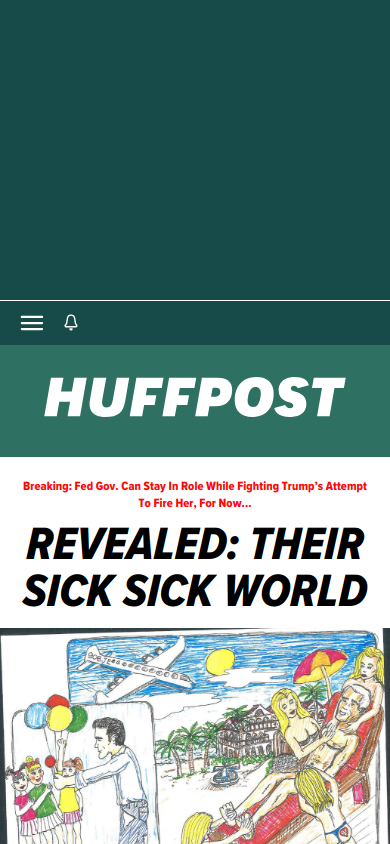 HUFFPOST
Breaking: Fed Gov. Can Stay In Role While Fighting Trump's Attempt
To Fire Her, For Now...
REVEALED: THEIR
SICK SICK WORLD